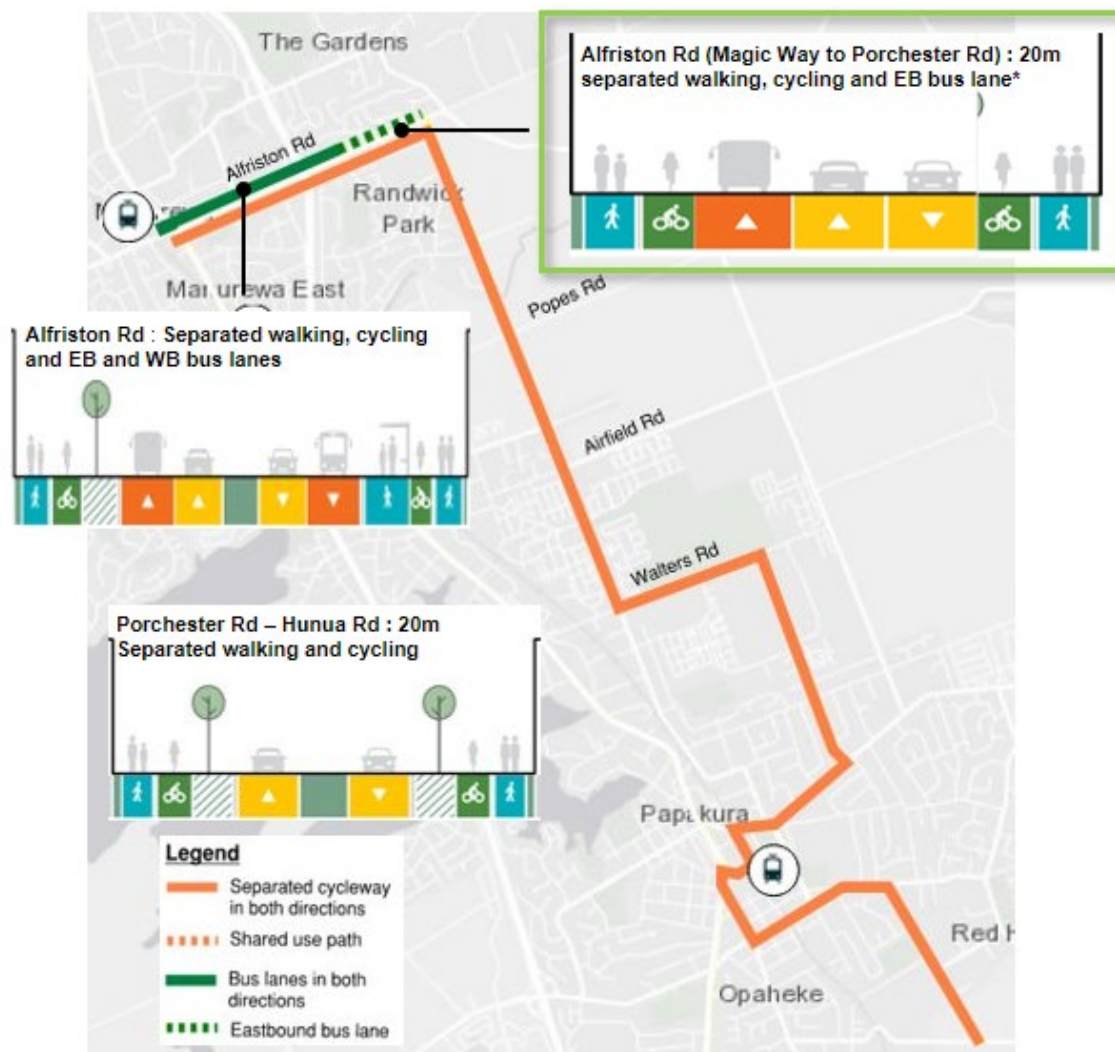 The Gardens
Alfriston Rd (Magic Way to Porchester Rd) : 20m
separated walking, cycling and EB bus lane*
Alfriston Rd
Randwick
Park
Manurewa East
Popes Rd
Alfriston Rd : Separated walking, cycling
and EB and WB bus lanes
Airfield Rd
Walters Rd
Porchester Rd – Hunua Rd : 20m
Separated walking and cycling
Papakura
Legend
Separated cycleway
in both directions
Shared use path
Bus lanes in both
directions
Eastbound bus lane
Red H
Opaheke